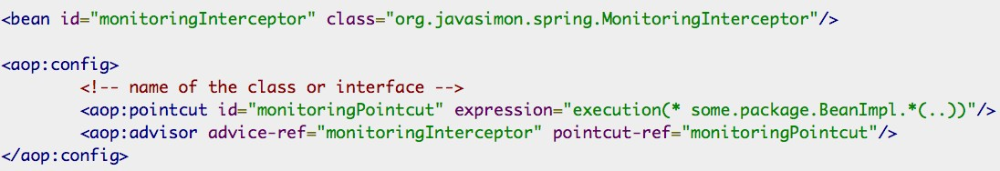 <bean id="monitoringInterceptor" class="org.javasimon.spring.MonitoringInterceptor"/>
<aop:config>
<!-- name of the class or interface -->
<aop:pointcut id="monitoringPointcut" expression="execution(* some.package.BeanImpl.*(..))"/>
<aop:advisor advice-ref="monitoringInterceptor" pointcut-ref="monitoringPointcut"/>
</aop:config>